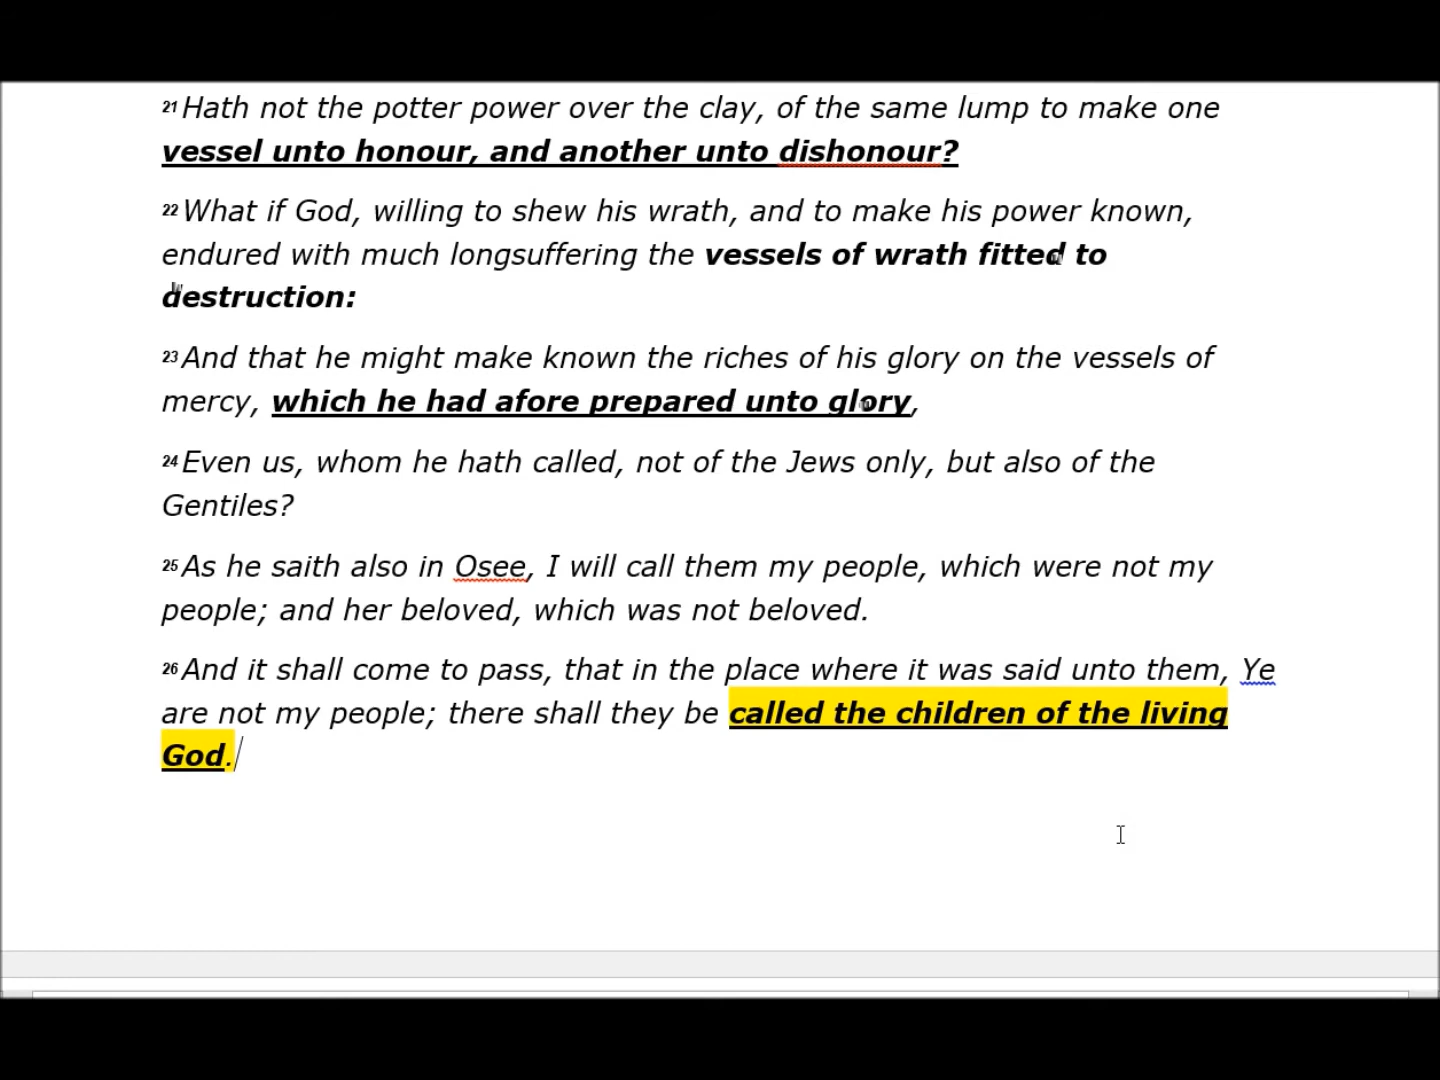 21 Hath not the potter power over the clay, of the same lump to make one
vessel unto honour, and another unto dishonour?
22 What if God, willing to shew his wrath, and to make his power known,
endured with much longsuffering the vessels of wrath fitted to
destruction:
23 And that he might make known the riches of his glory on the vessels of
mercy, which he had afore prepared unto glory,
24 Even us, whom he hath called, not of the Jews only, but also of the
Gentiles?
25 As he saith also in Osee, I will call them my people, which were not my
people; and her beloved, which was not beloved.
26 And it shall come to pass, that in the place where it was said unto them, Ye
are not my people; there shall they be called the children of the living
God.